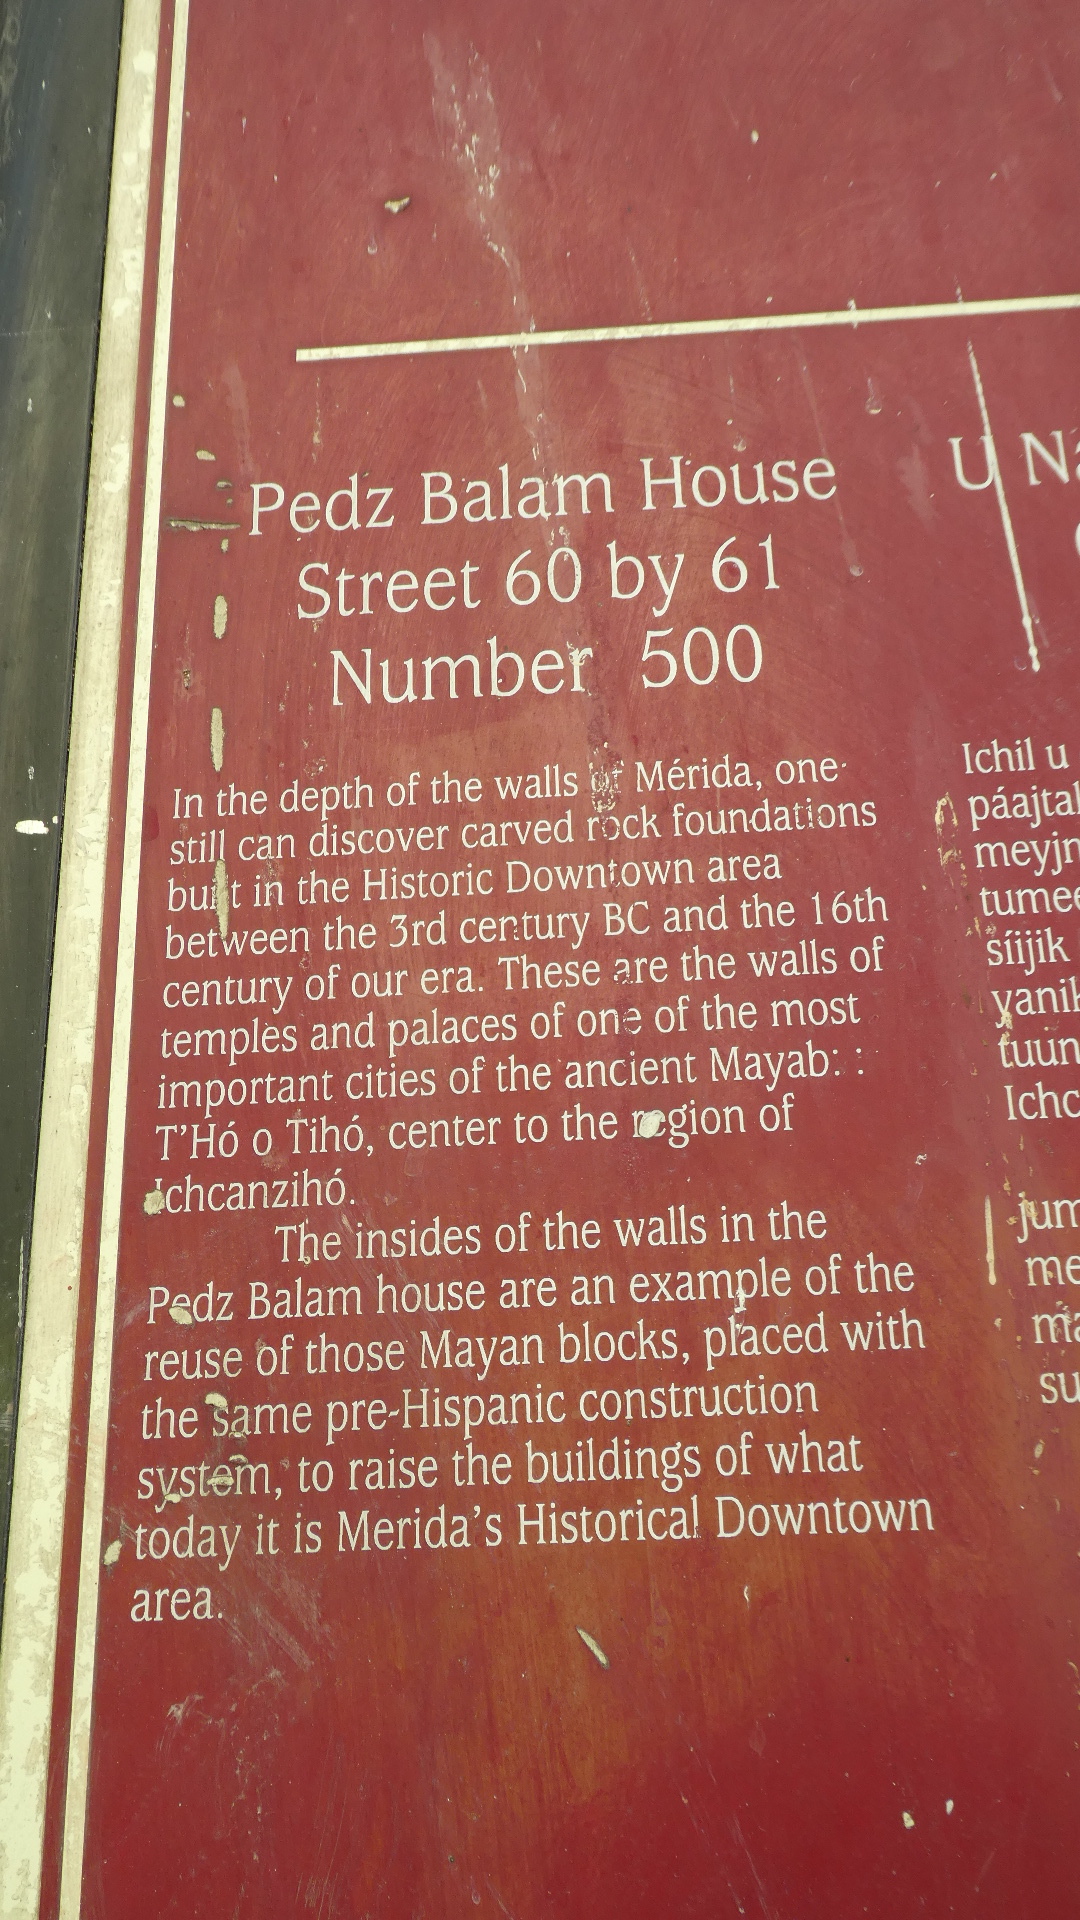 Pedz Balam House
Street 60 by 61
Number 500
In the depth of the walls of Mérida, one
still can discover carved rock foundations
built in the Historic Downtown area
between the 3rd century BC and the 16th
century of our era. These are the walls of
temples and palaces of one of the most
important cities of the ancient Mayab: :
T'Hó o Tihó, center to the region of
Ichcanzihó.
The insides of the walls in the
Pedz Balam house are an example of the
reuse of those Mayan blocks, placed with
the same pre-Hispanic construction
system, to raise the buildings of what
today it is Merida's Historical Downtown
area.
U Ná
Ichil u
páajtal
meyjn
tumee
síijik
yanik
tuun
Ichc
jum
me
ma
su